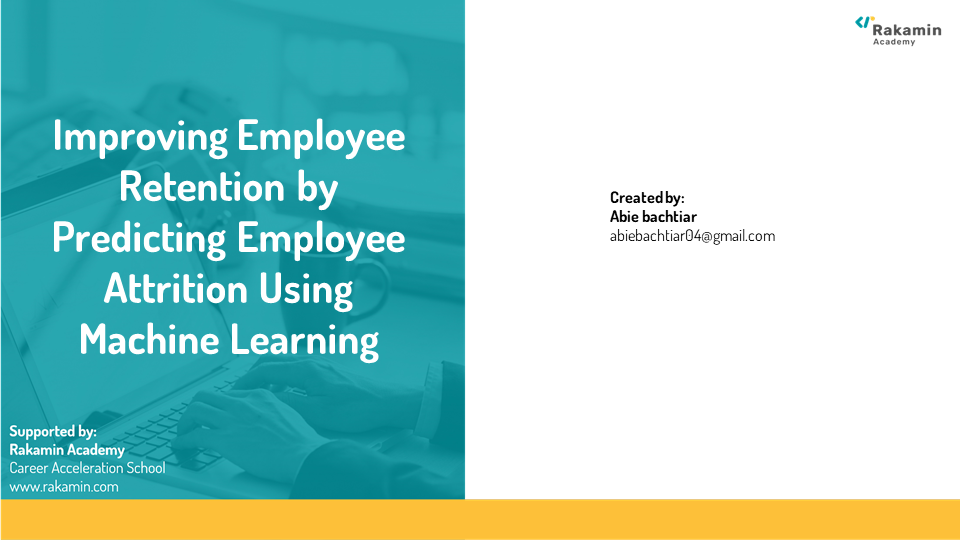 Improving Employee
Retention by
Predicting Employee
Attrition Using
Machine Learning
Supported by:
Rakamin Academy
Career Acceleration School
www.rakamin.com
Rakamin
Academy
Created by:
Abie bachtiar
abiebachtiar04@gmail.com